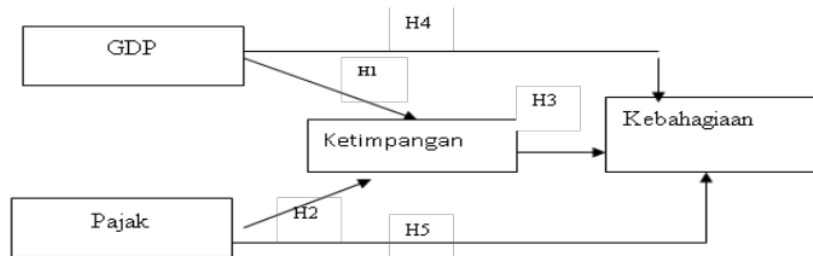 H4
GDP
H1
H3
Kebahagiaan
Ketimpangan
H2
Pajak
H5